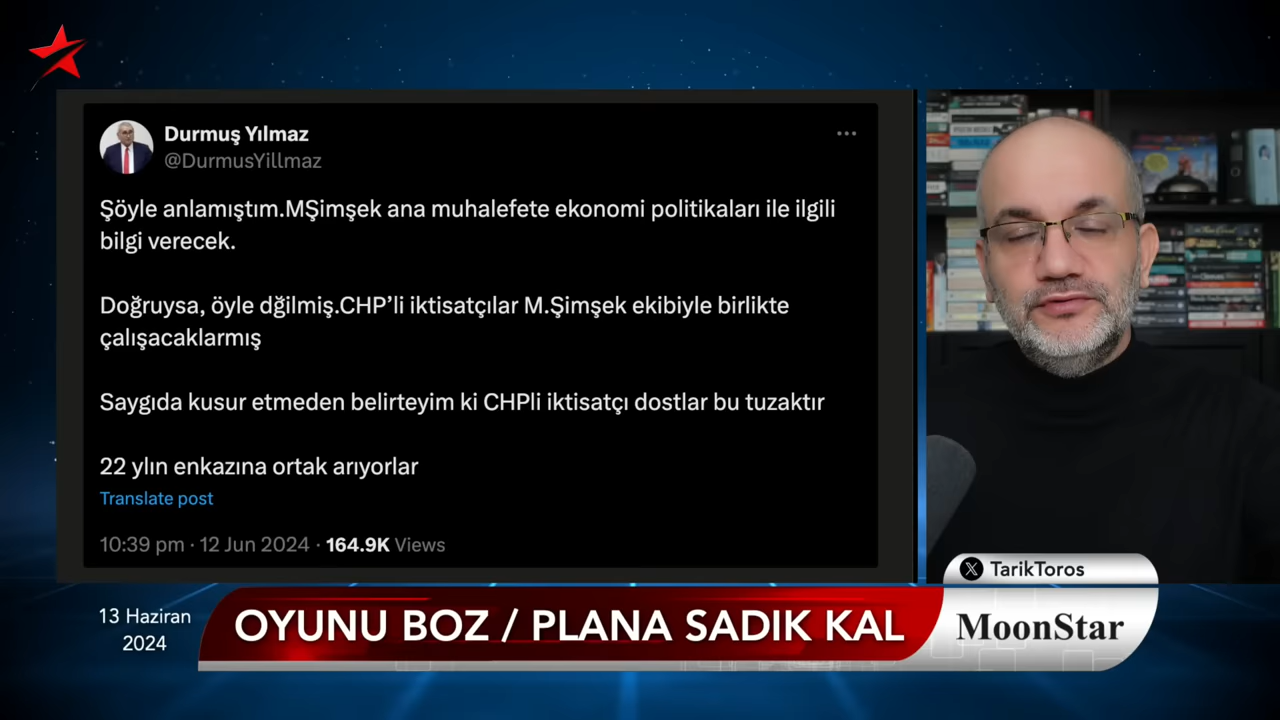 Durmuş Yılmaz
@DurmusYillmaz
Şöyle anlamıştım.MŞimşek ana muhalefete ekonomi politikaları ile ilgili
bilgi verecek.
Doğruysa, öyle dğilmiş.CHP’li iktisatçılar M.Şimşek ekibiyle birlikte
çalışacaklarmış
Saygıda kusur etmeden belirteyim ki CHPli iktisatçı dostlar bu tuzaktır
22 ylın enkazına ortak arıyorlar
Translate post
10:39 pm · 12 Jun 2024 · 164.9K Views
TarikToros
13 Haziran
2024
OYUNU BOZ / PLANA SADIK KAL
MoonStar